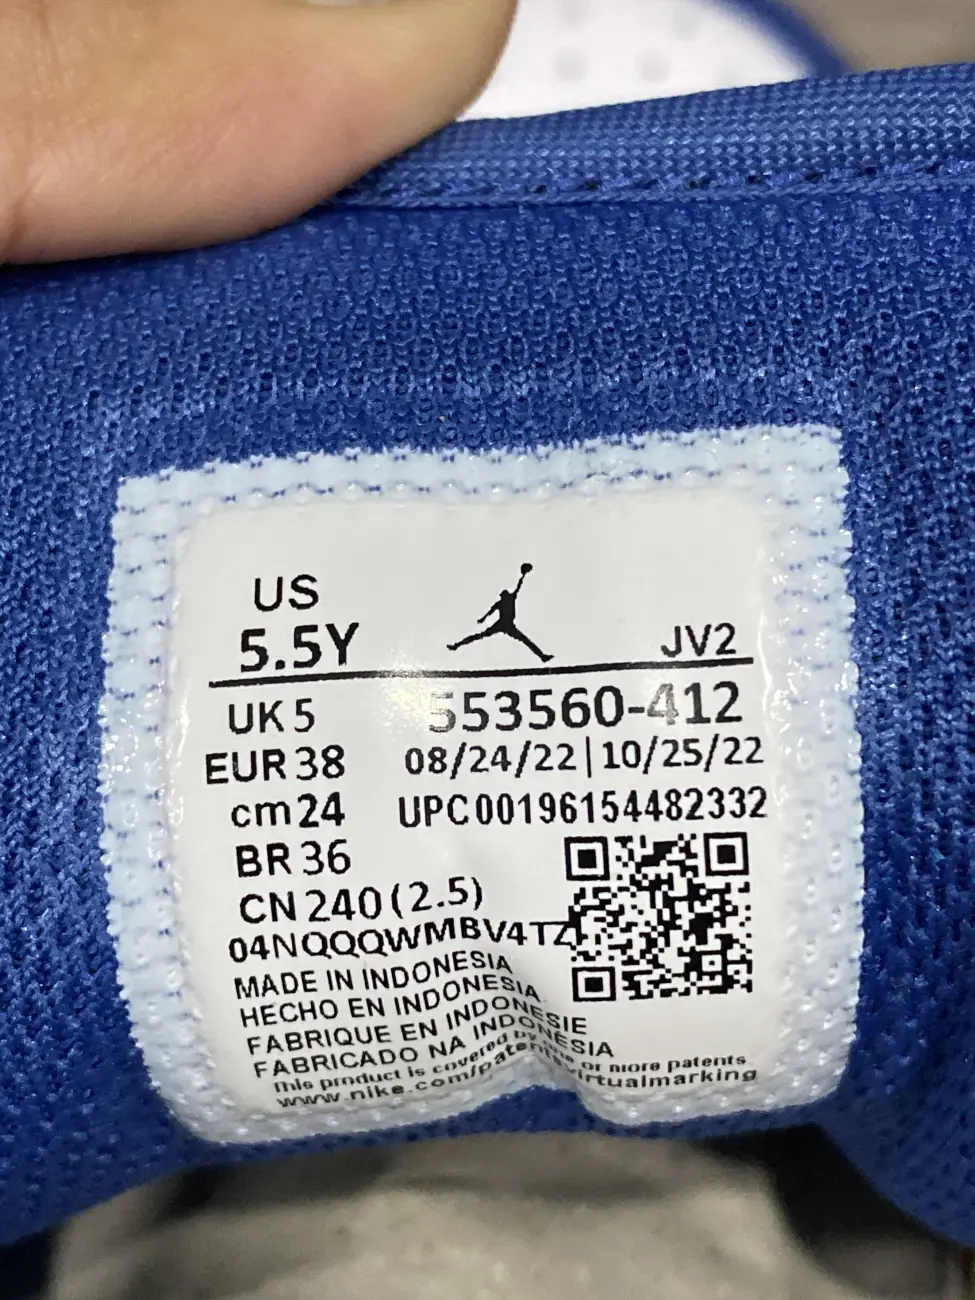 US
5.5Y
JV2
UK 5
553560-412
EUR 38
08/24/22|10/25/22
cm 24
UPC 00196154482332
BR 36
CN 240 (2.5)
04NQQQWMBV4TZ
MADE IN INDONESIA
HECHO EN INDONESIA
FABRIQUE EN INDONESIE
FABRICADO NA INDONESIA
this product is covered by one or more patents
www.nike.com/patents virtualmarking